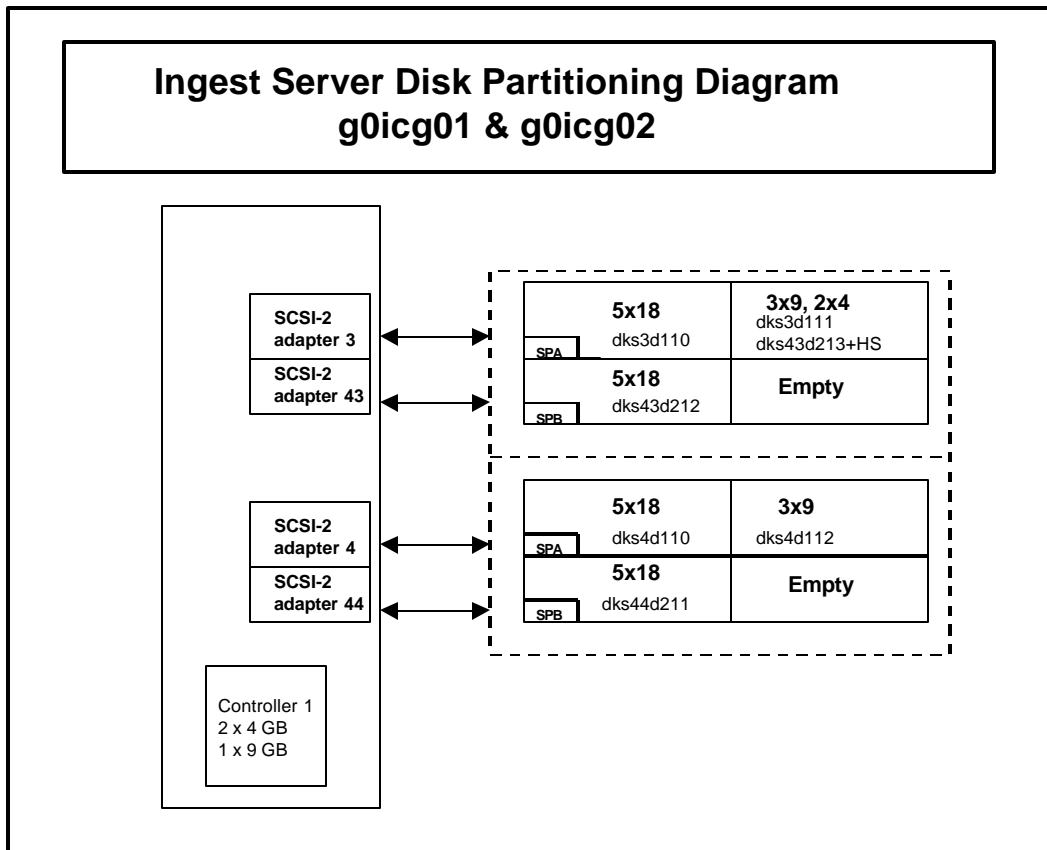 Ingest Server Disk Partitioning Diagram
g0icg01 & g0icg02
SCSI-2
adapter 3
SCSI-2
adapter 43
5x18
dks3d110
SPA
3x9, 2x4
dks3d111
dks43d213+HS
5x18
dks43d212
SPB
Empty
SCSI-2
adapter 4
SCSI-2
adapter 44
5x18
dks4d110
SPA
3x9
dks4d112
5x18
dks44d211
SPB
Empty
Controller 1
2 x 4 GB
1 x 9 GB